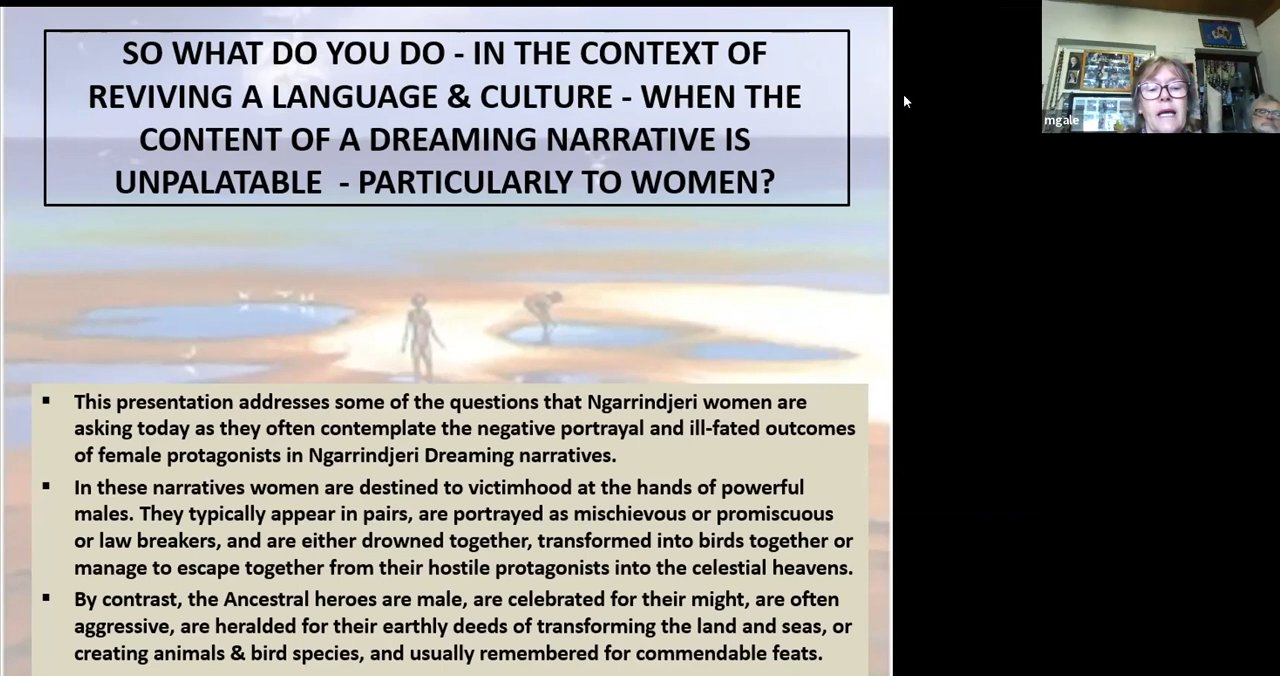 SO WHAT DO YOU DO - IN THE CONTEXT OF
REVIVING A LANGUAGE & CULTURE - WHEN THE
CONTENT OF A DREAMING NARRATIVE IS
UNPALATABLE - PARTICULARLY TO WOMEN?
▪ This presentation addresses some of the questions that Ngarrindjeri women are
asking today as they often contemplate the negative portrayal and ill-fated outcomes
of female protagonists in Ngarrindjeri Dreaming narratives.
▪ In these narratives women are destined to victimhood at the hands of powerful
males. They typically appear in pairs, are portrayed as mischievous or promiscuous
or law breakers, and are either drowned together, transformed into birds together or
manage to escape together from their hostile protagonists into the celestial heavens.
▪ By contrast, the Ancestral heroes are male, are celebrated for their might, are often
aggressive, are heralded for their earthly deeds of transforming the land and seas, or
creating animals & bird species, and usually remembered for commendable feats.
mgale